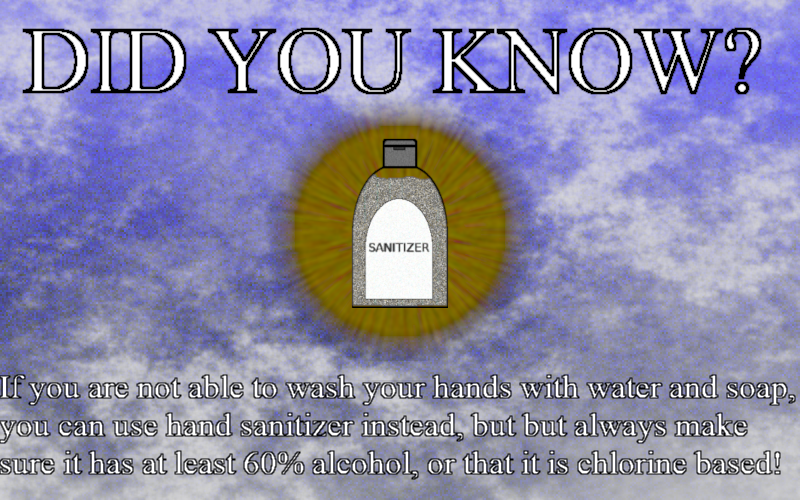 DID YOU KNOW?
SANITIZER
If you are not able to wash your hands with water and soap,
you can use hand sanitizer instead, but but always make
sure it has at least 60% alcohol, or that it is chlorine based!